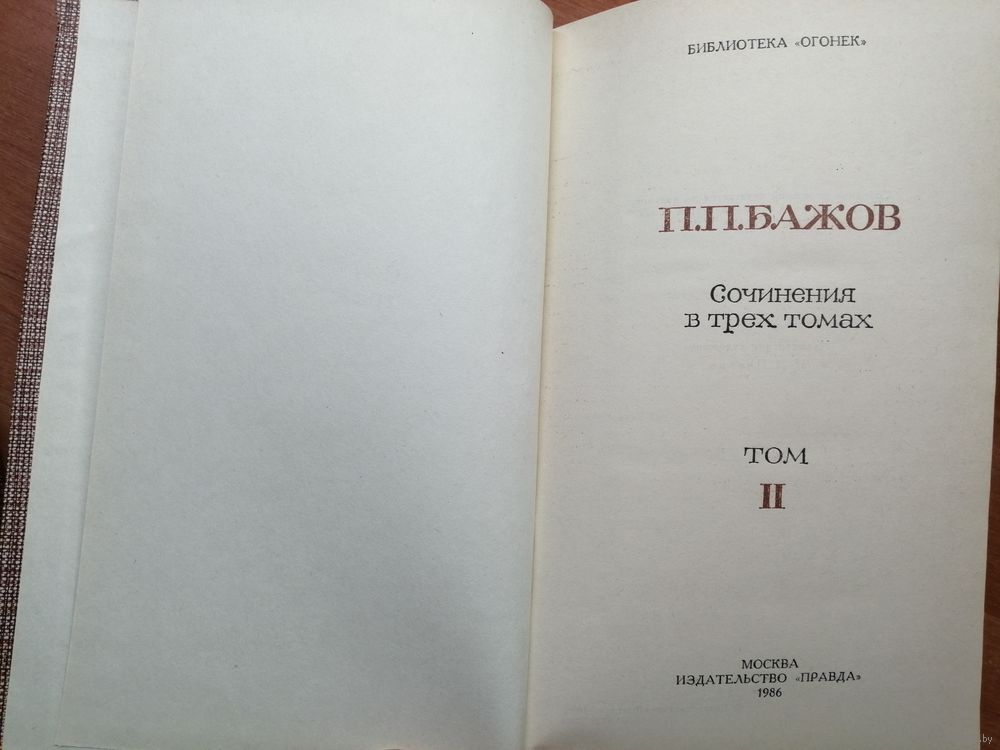 БИБЛИОТЕКА «ОГОНЕК»
П.П.БАЖОВ
Сочинения
в трех томах
ТОМ
II
МОСКВА
ИЗДАТЕЛЬСТВО «ПРАВДА»
1986